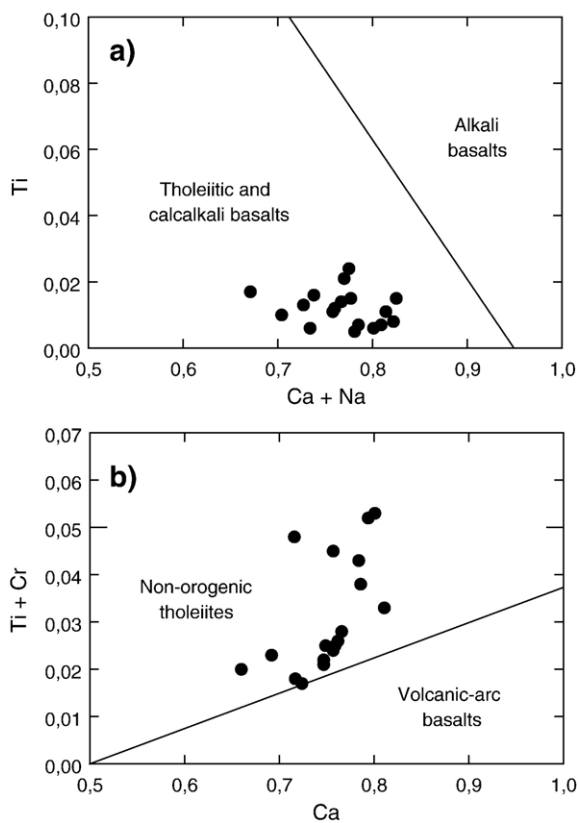 a)
0,10
0,08
0,06
0,04
0,02
0,00
Ti
Alkali
basalts
Tholeiitic and
calcalkali basalts
0,5 0,6 0,7 0,8 0,9 1,0
Ca + Na
b)
0,07
0,06
0,05
0,04
0,03
0,02
0,01
0,00
Ti + Cr
Non-orogenic
tholeiites
Volcanic-arc
basalts
0,5 0,6 0,7 0,8 0,9 1,0
Ca